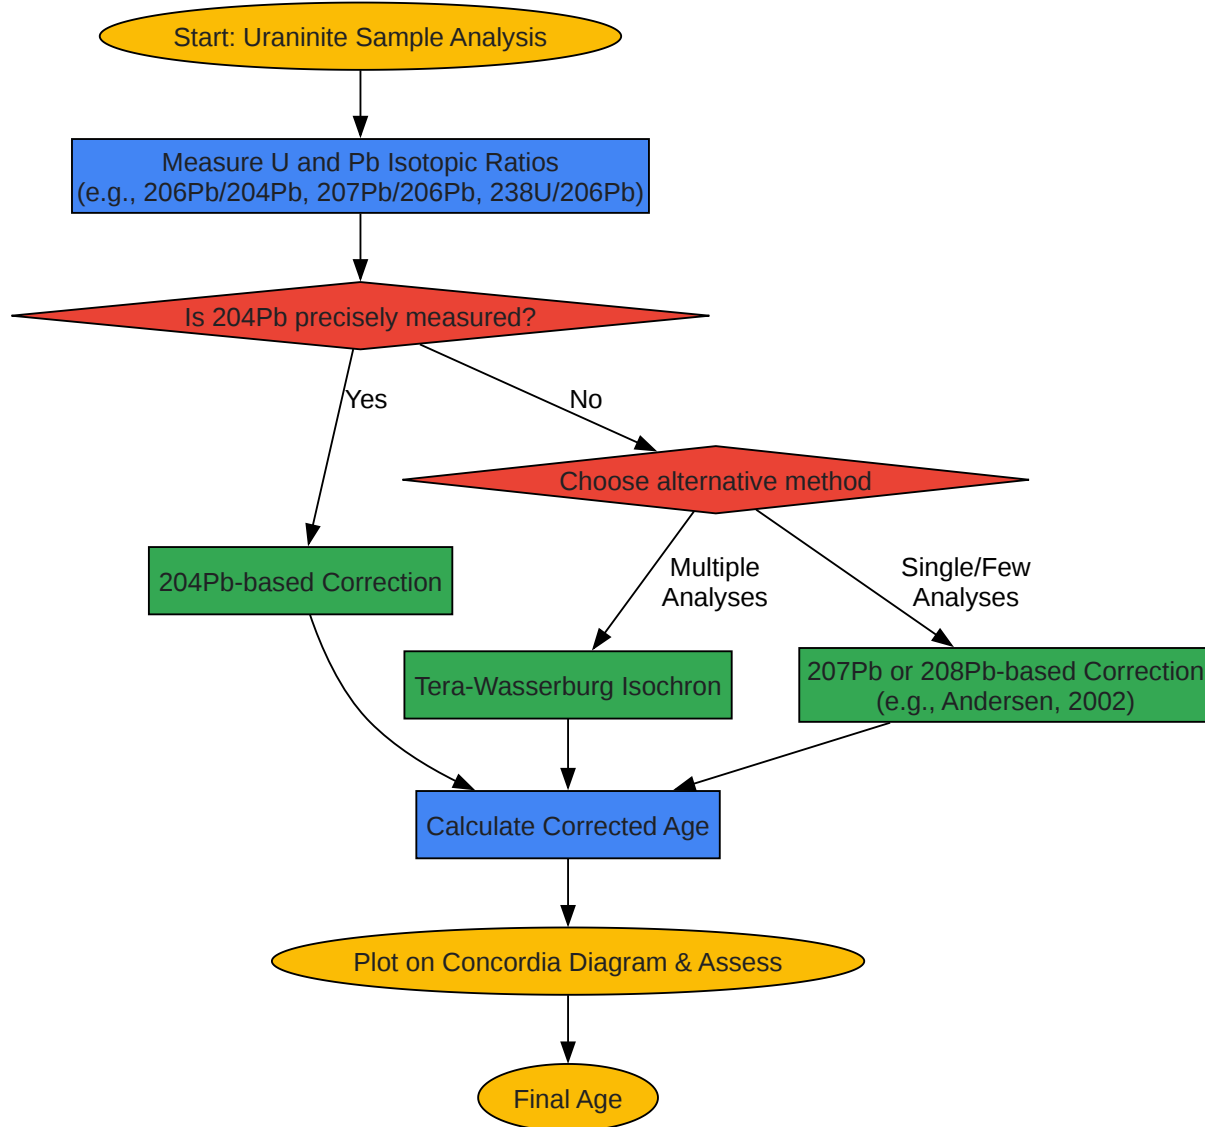 Start: Uraninite Sample Analysis
Measure U and Pb Isotopic Ratios
(e.g., 206Pb/204Pb, 207Pb/206Pb, 238U/206Pb)
Is 204Pb precisely measured?
Yes
No
Choose alternative method
Multiple
Analyses
Single/Few
Analyses
204Pb-based Correction
Tera-Wasserburg Isochron
207Pb or 208Pb-based Correction
(e.g., Andersen, 2002)
Calculate Corrected Age
Plot on Concordia Diagram & Assess
Final Age